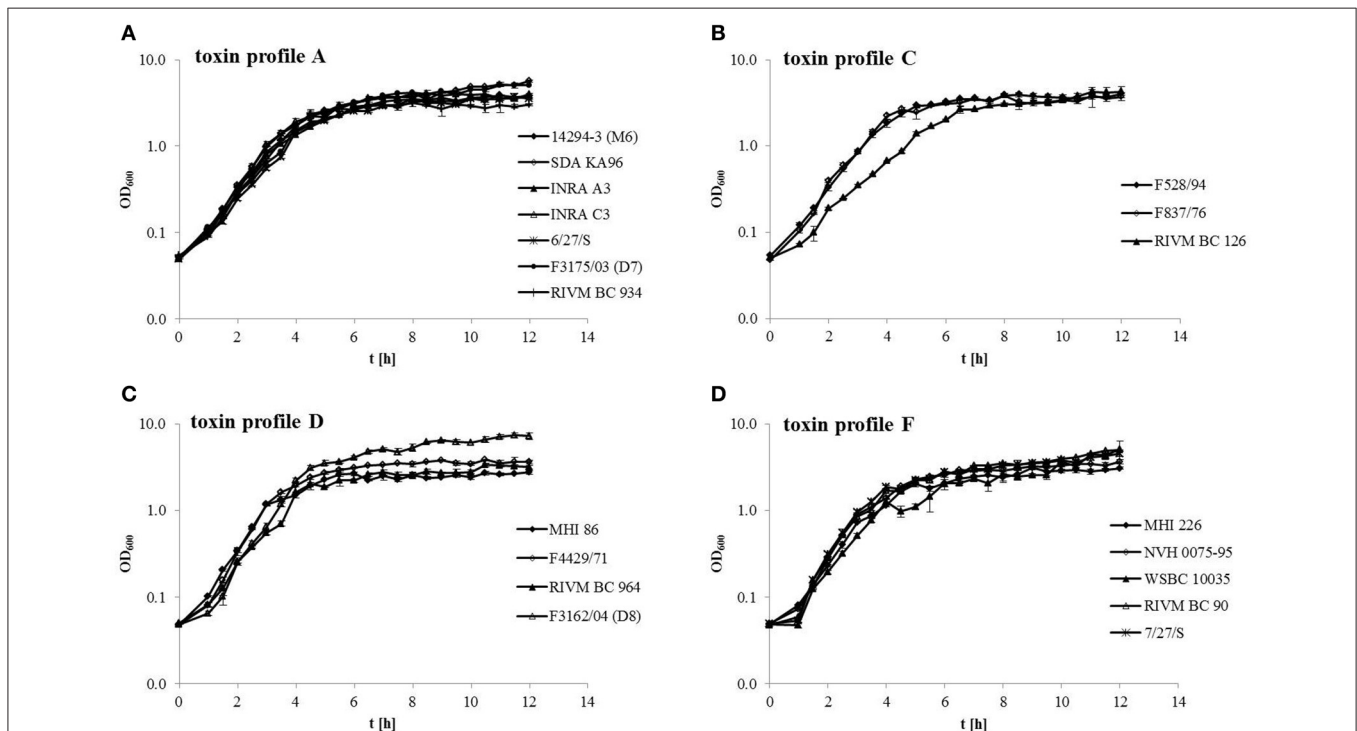 A
toxin profile A
10.0
1.0
0.1
0.0
OD600
0 2 4 6 8 10 12 14
t [h]
14294-3 (M6)
SDA KA96
INRA A3
INRA C3
6/27/S
F3175/03 (D7)
RIVM BC 934
B
toxin profile C
10.0
1.0
0.1
0.0
OD600
0 2 4 6 8 10 12 14
t [h]
F528/94
F837/76
RIVM BC 126
C
toxin profile D
10.0
1.0
0.1
0.0
OD600
0 2 4 6 8 10 12 14
t [h]
MHI 86
F4429/71
RIVM BC 964
F3162/04 (D8)
D
toxin profile F
10.0
1.0
0.1
0.0
OD600
0 2 4 6 8 10 12 14
t [h]
MHI 226
NVH 0075-95
WSBC 10035
RIVM BC 90
7/27/S